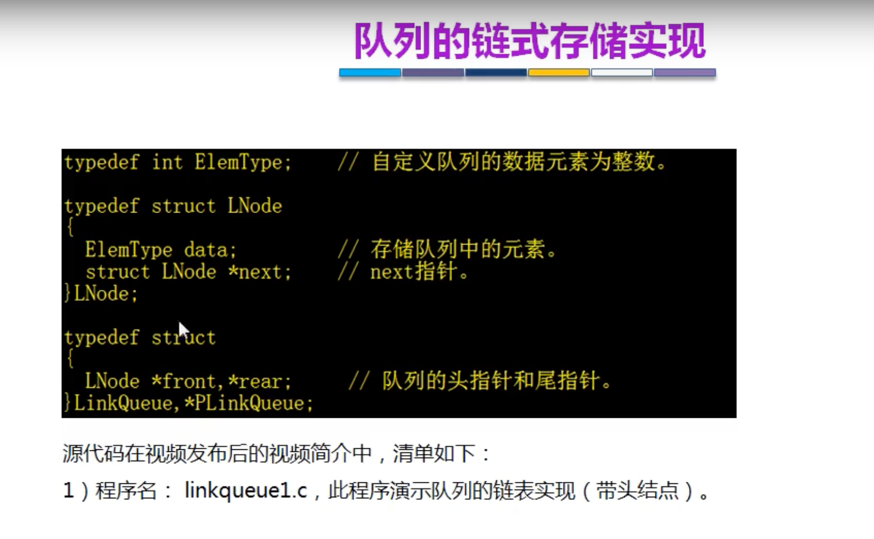 队列的链式存储实现
typedef int ElemType;    // 自定义队列的数据元素为整数。
typedef struct LNode
{
  ElemType data;         // 存储队列中的元素。
  struct LNode *next;    // next指针。
}LNode;
typedef struct
{
  LNode *front,*rear;     // 队列的头指针和尾指针。
}LinkQueue,*PLinkQueue;
源代码在视频发布后的视频简介中，清单如下：
1）程序名： linkqueue1.c，此程序演示队列的链表实现（带头结点）。